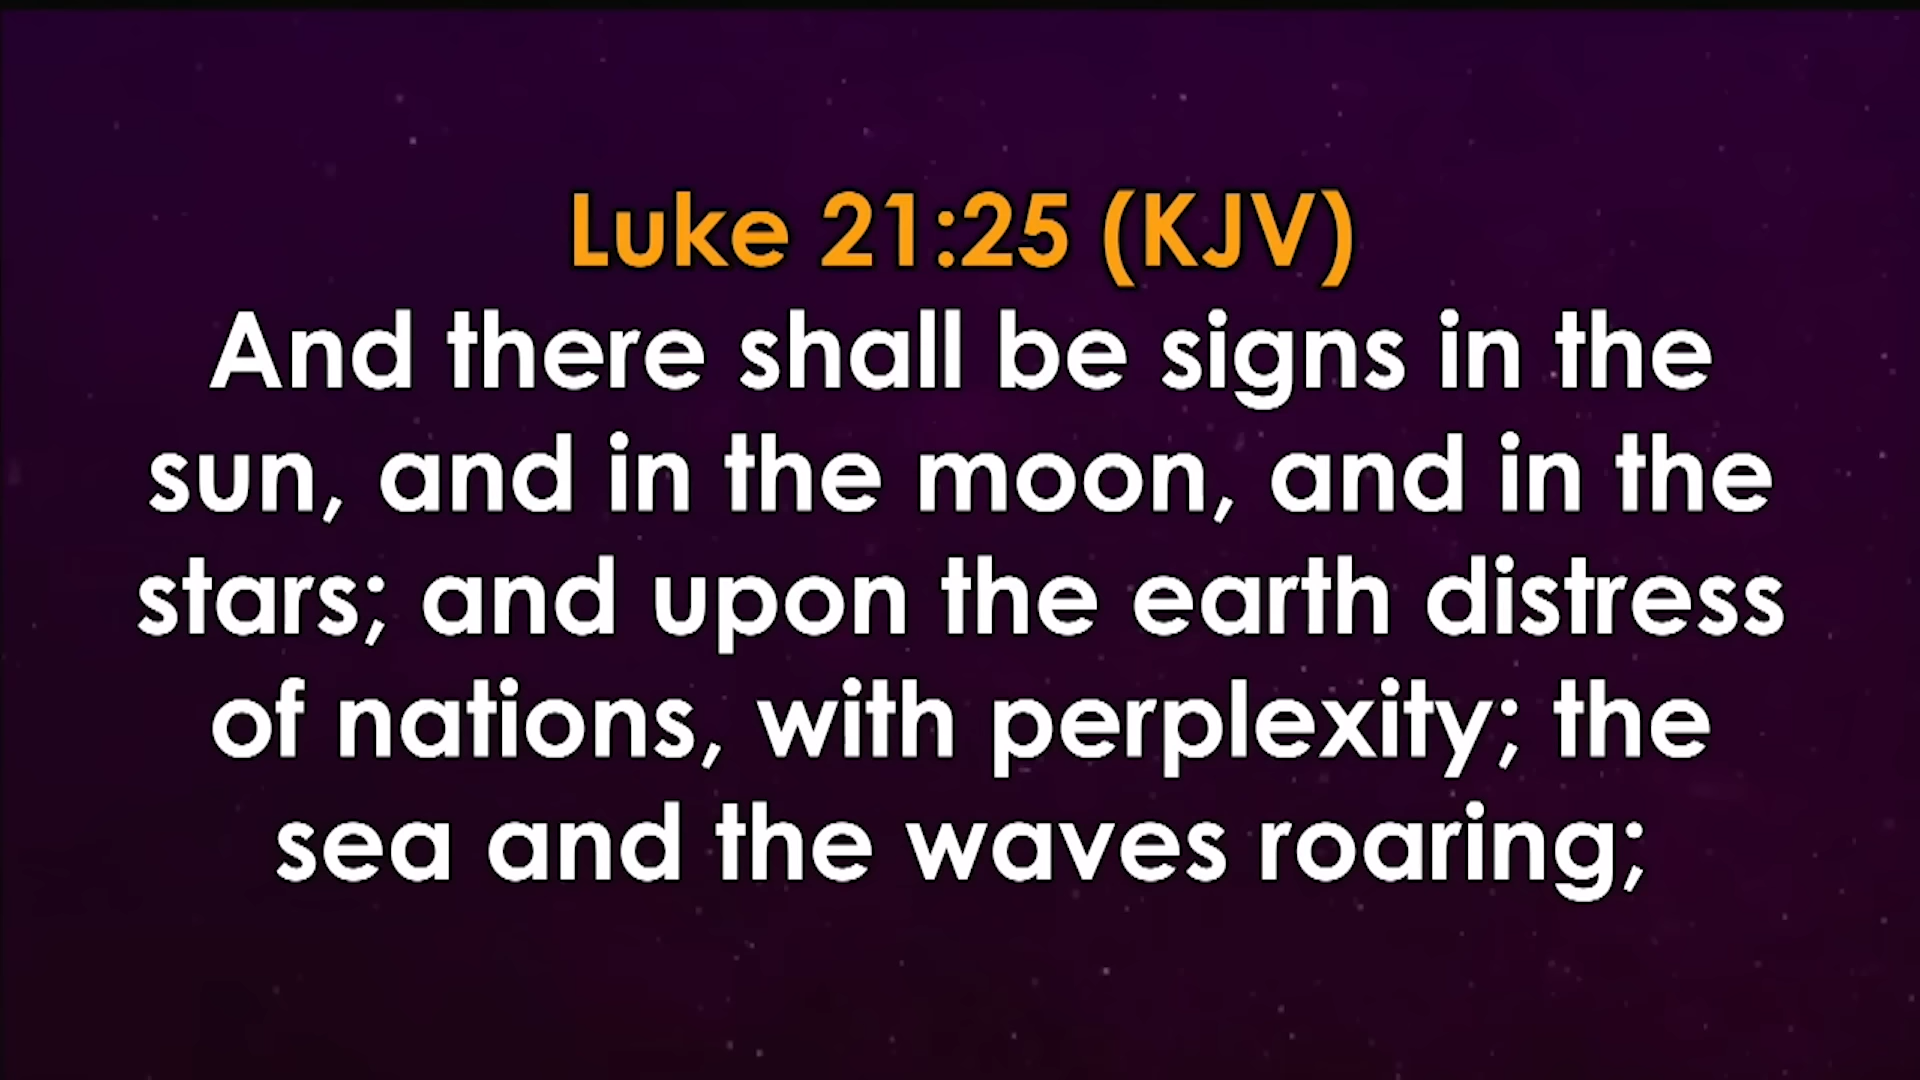 Luke 21:25 (KJV)
And there shall be signs in the
sun, and in the moon, and in the
stars; and upon the earth distress
of nations, with perplexity; the
sea and the waves roaring;